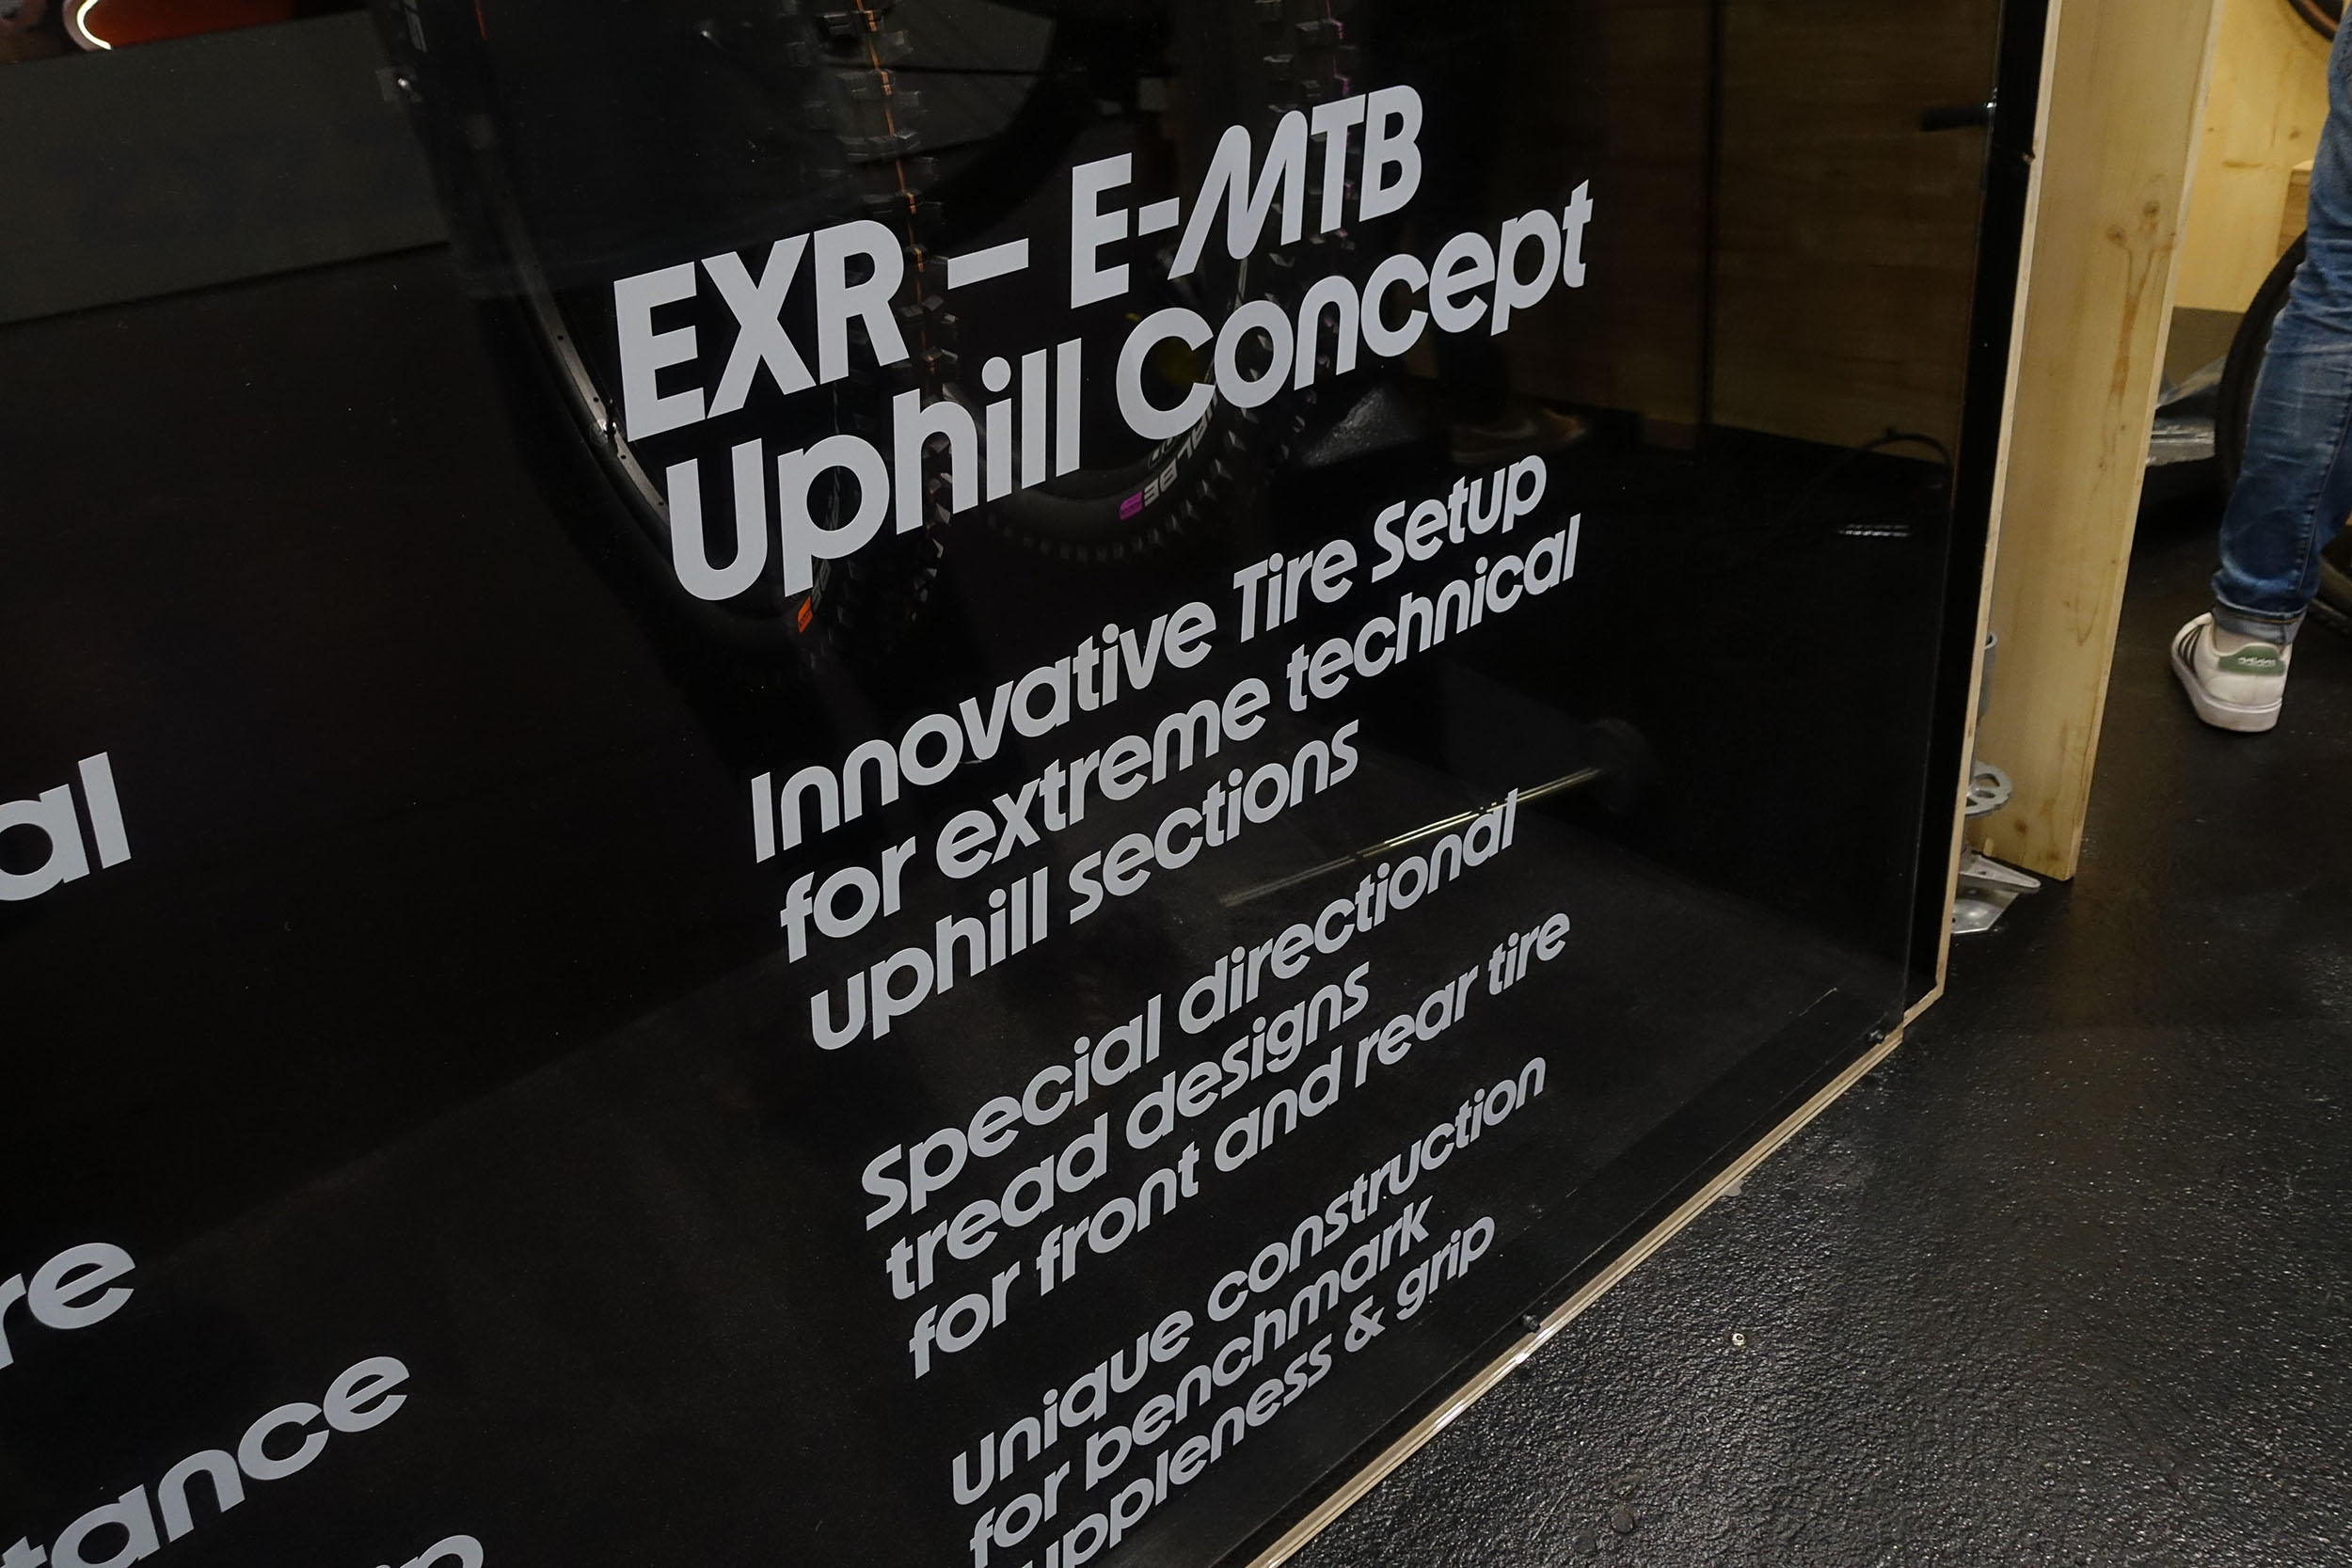 EXR – E-MTB
Uphill Concept
Innovative Tire Setup
for extreme technical
uphill sections
Special directional
tread designs
for front and rear tire
Unique construction
for benchmark
suppleness & grip
al
re
tance
adidas